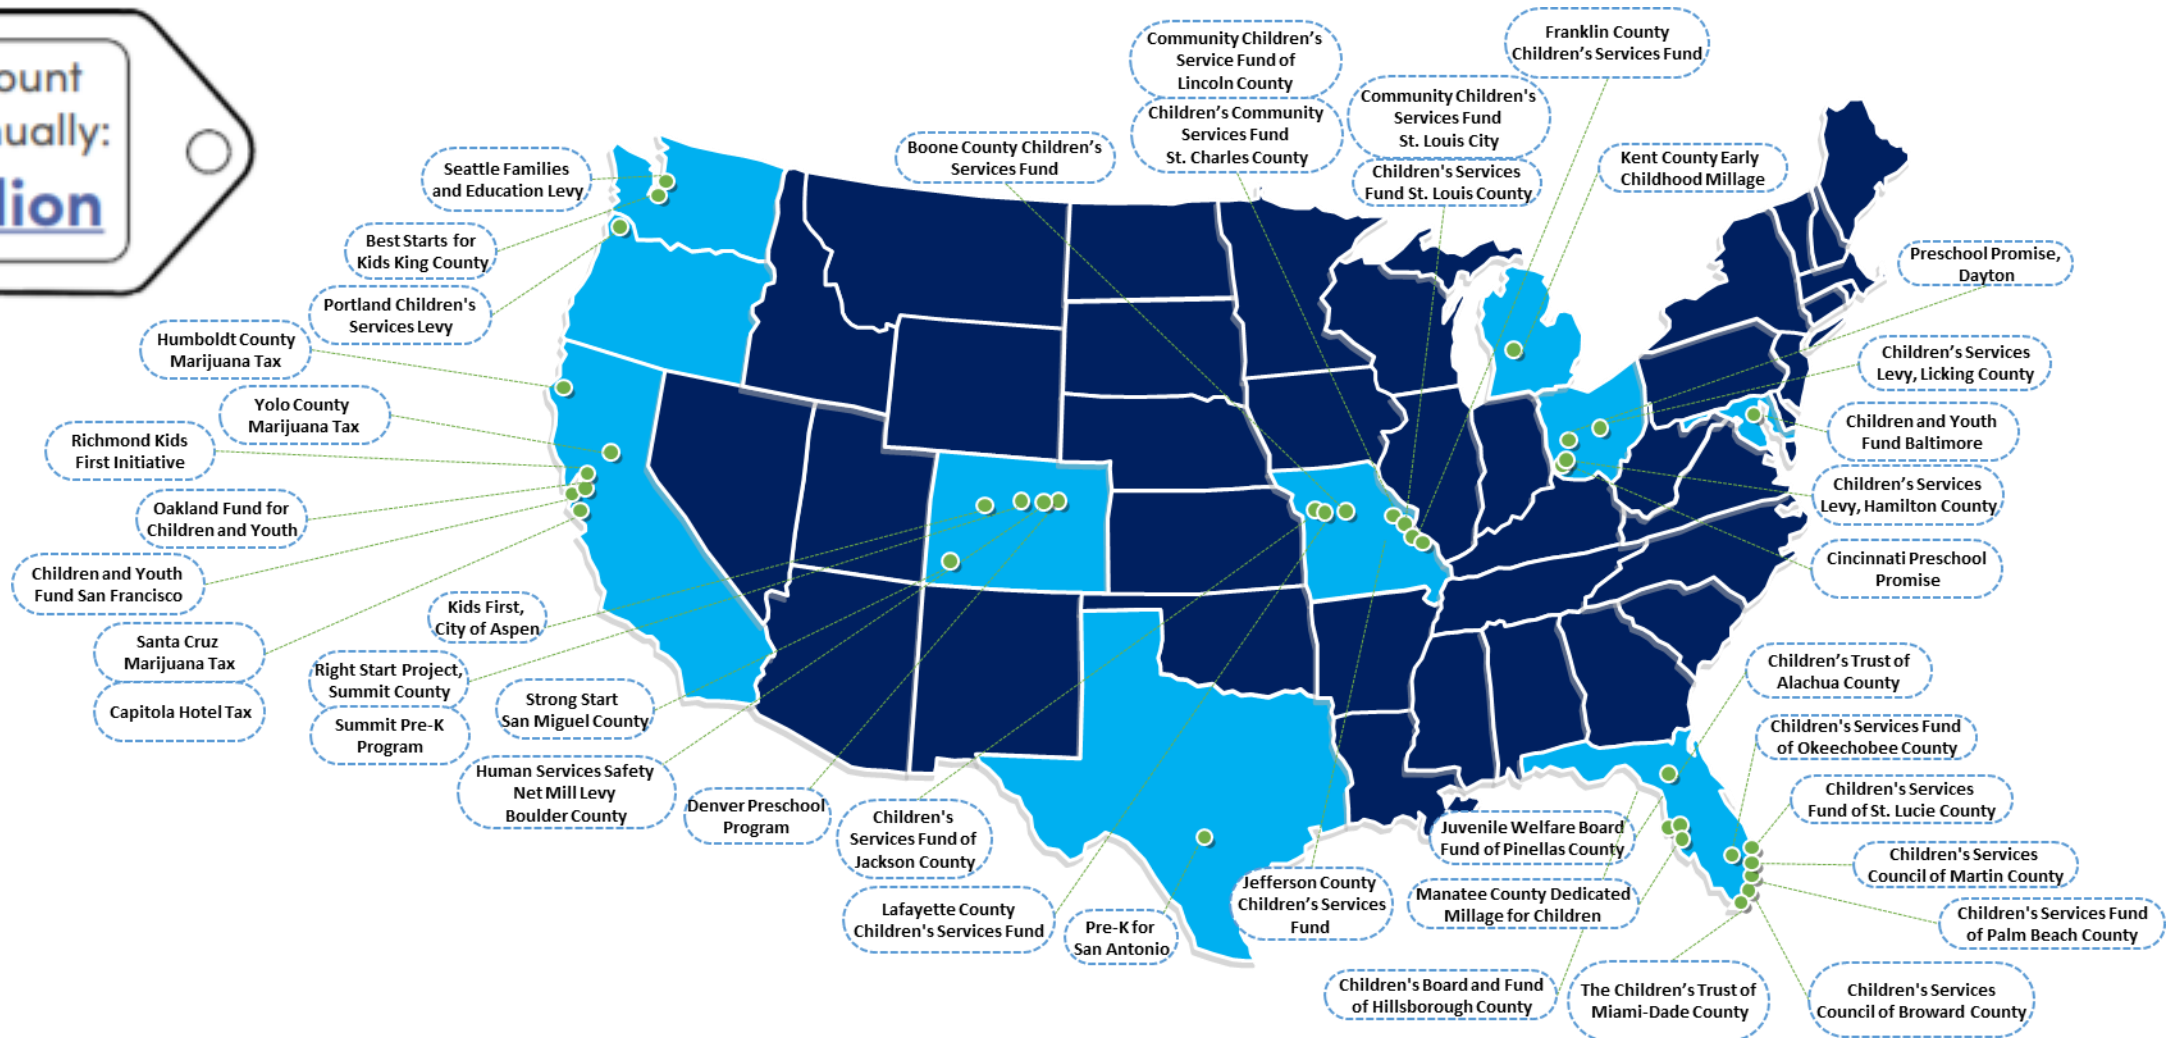 Seattle Families
and Education Levy
Best Starts for
Kids King County
Portland Children's
Services Levy
Humboldt County
Marijuana Tax
Yolo County
Marijuana Tax
Richmond Kids
First Initiative
Oakland Fund for
Children and Youth
Children and Youth
Fund San Francisco
Santa Cruz
Marijuana Tax
Capitola Hotel Tax
Kids First,
City of Aspen
Right Start Project,
Summit County
Summit Pre-K
Program
Strong Start
San Miguel County
Human Services Safety
Net Mill Levy
Boulder County
Denver Preschool
Program
Children's
Services Fund of
Jackson County
Lafayette County
Children's Services Fund
Pre-K for
San Antonio
Jefferson County
Children’s Services
Fund
Boone County Children’s
Services Fund
Community Children’s
Service Fund of
Lincoln County
Children’s Community
Services Fund
St. Charles County
Community Children's
Services Fund
St. Louis City
Children's Services
Fund St. Louis County
Franklin County
Children’s Services Fund
Kent County Early
Childhood Millage
Preschool Promise,
Dayton
Children’s Services
Levy, Licking County
Children and Youth
Fund Baltimore
Children’s Services
Levy, Hamilton County
Cincinnati Preschool
Promise
Children’s Trust of
Alachua County
Children's Services Fund
of Okeechobee County
Children's Services
Fund of St. Lucie County
Children's Services
Council of Martin County
Children's Services Fund
of Palm Beach County
Children's Services
Council of Broward County
The Children’s Trust of
Miami-Dade County
Children's Board and Fund
of Hillsborough County
Manatee County Dedicated
Millage for Children
Juvenile Welfare Board
Fund of Pinellas County